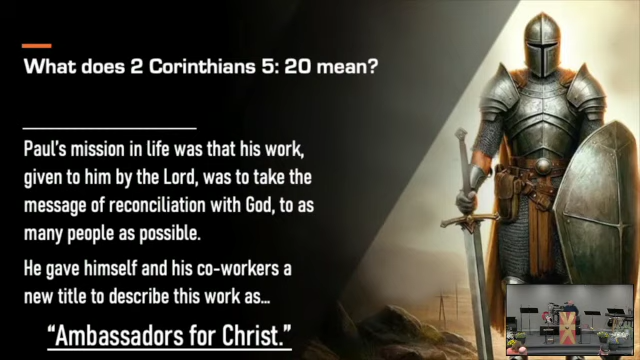 What does 2 Corinthians 5: 20 mean?
Paul's mission in life was that his work,
given to him by the Lord, was to take the
message of reconciliation with God, to as
many people as possible.
He gave himself and his co-workers a
new title to describe this work as...
“Ambassadors for Christ.”